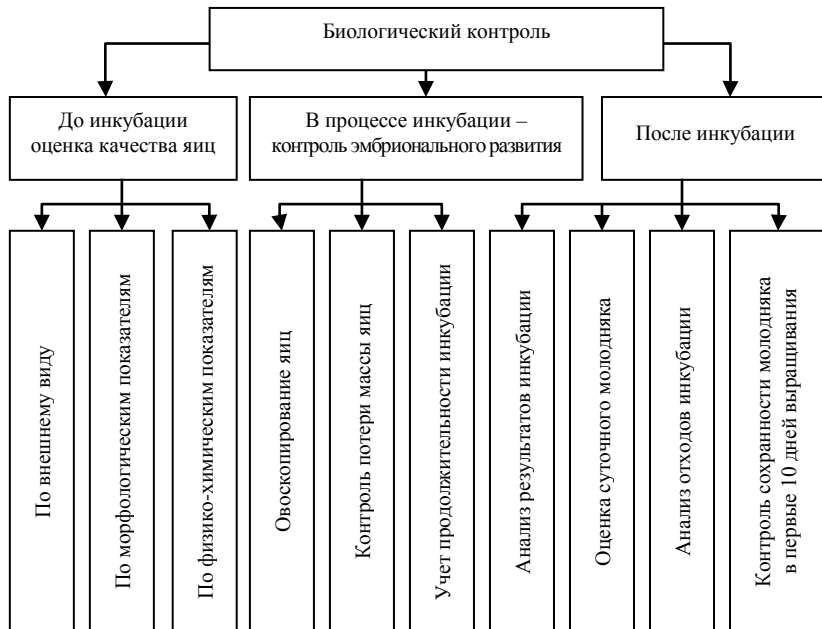 Биологический контроль
До инкубации
оценка качества яиц
В процессе инкубации –
контроль эмбрионального развития
После инкубации
По внешнему виду
По морфологическим показателям
По физико-химическим показателям
Овоскопирование яиц
Контроль потери массы яиц
Учет продолжительности инкубации
Анализ результатов инкубации
Оценка суточного молодняка
Анализ отходов инкубации
Контроль сохранности молодняка
в первые 10 дней выращивания